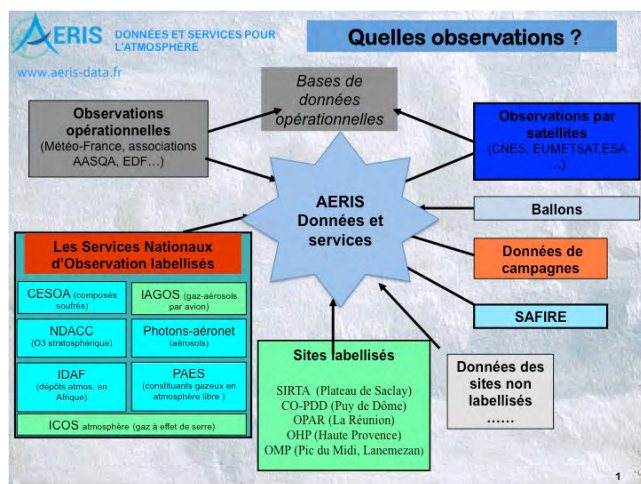 AERIS
DONNÉES ET SERVICES POUR
L'ATMOSPHÈRE
www.aeris-data.fr
Quelles observations ?
Bases de
données
opérationnelles
Observations
opérationnelles
(Météo-France, associations
AASQA, EDF…)
Observations par
satellites
(CNES, EUMETSAT,ESA
…)
AERIS
Données et
services
Ballons
Données de
campagnes
SAFIRE
Les Services Nationaux
d'Observation labellisés
CESOA (composés
soufrés)
IAGOS (gaz-aérosols
par avion)
NDACC
(O3 stratosphérique)
Photons-aéronet
(aérosols)
IDAF
(dépôts atmos. en
Afrique)
PAES
(constituants gazeux en
atmosphère libre )
ICOS atmosphère (gaz à effet de serre)
Sites labellisés
SIRTA (Plateau de Saclay)
CO-PDD (Puy de Dôme)
OPAR (La Réunion)
OHP (Haute Provence)
OMP (Pic du Midi, Lanemezan)
Données des
sites non
labellisés
……
1